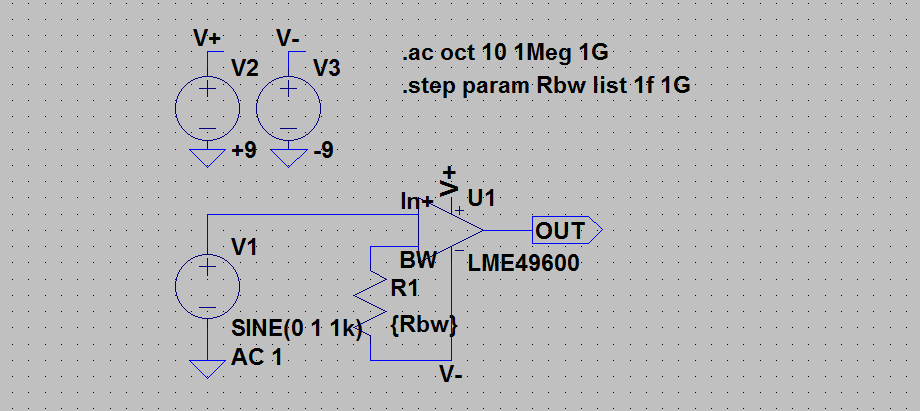 V+
V-
V2
V3
.ac oct 10 1Meg 1G
.step param Rbw list 1f 1G
+9
-9
V+
In+
U1
OUT
V1
BW
LME49600
R1
SINE(0 1 1k)
{Rbw}
AC 1
V-